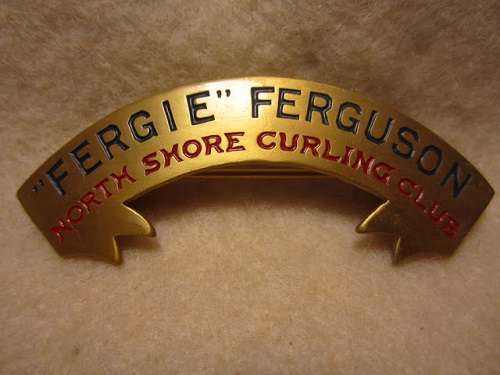 "FERGIE" FERGUSON
NORTH SHORE CURLING CLUB